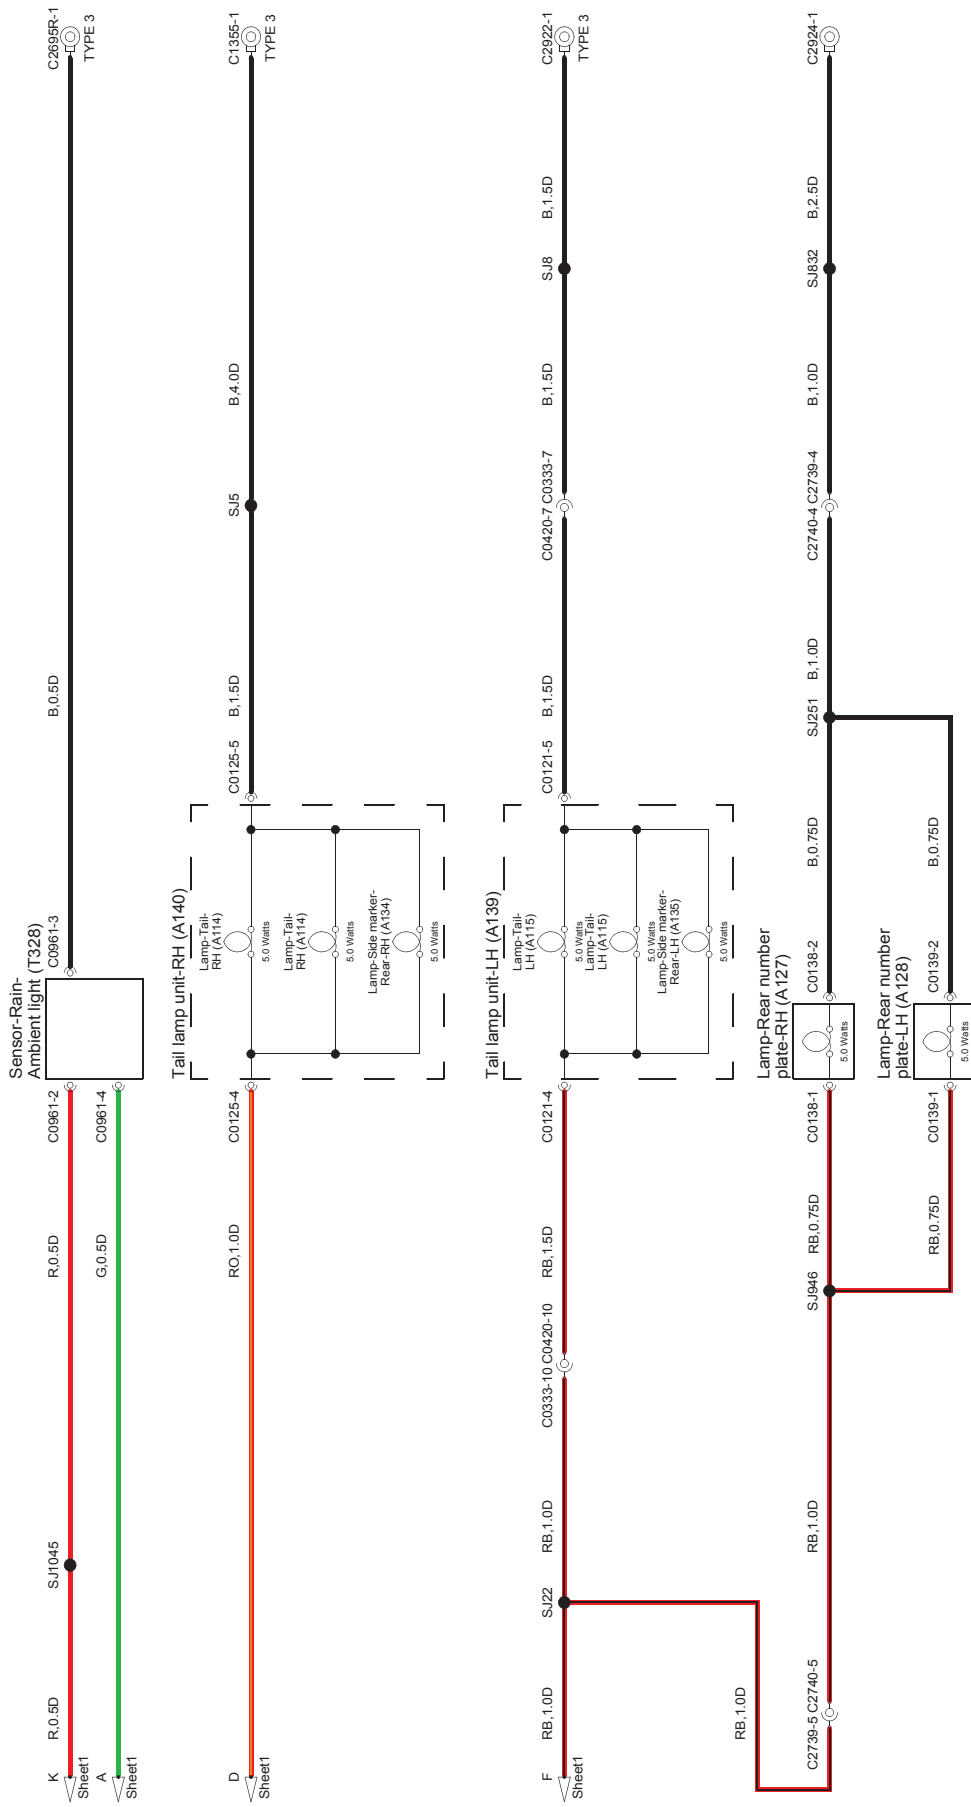 C2695R-1
TYPE 3
B,0.5D
C0961-3
Sensor-Rain-
Ambient light (T328)
C0961-2
C0961-4
R,0.5D
G,0.5D
SJ1045
R,0.5D
K
Sheet1
A
Sheet1
C1355-1
TYPE 3
B,4.0D
SJ5
B,1.5D
C0125-5
Tail lamp unit-RH (A140)
Lamp-Tail-
RH (A114)
5.0 Watts
Lamp-Tail-
RH (A114)
5.0 Watts
Lamp-Side marker-
Rear-RH (A134)
5.0 Watts
C0125-4
RO,1.0D
D
Sheet1
C2922-1
TYPE 3
B,1.5D
SJ8
B,1.5D
C0333-7
C0420-7
B,1.5D
C0121-5
Tail lamp unit-LH (A139)
Lamp-Tail-
LH (A115)
5.0 Watts
Lamp-Tail-
LH (A115)
5.0 Watts
Lamp-Side marker-
Rear-LH (A135)
5.0 Watts
C0121-4
RB,1.5D
C0420-10
C0333-10
RB,1.0D
SJ22
RB,1.0D
F
Sheet1
C2924-1
B,2.5D
SJ832
B,1.0D
C2739-4
C2740-4
B,1.0D
SJ251
B,0.75D
B,0.75D
C0138-2
C0139-2
Lamp-Rear number
plate-RH (A127)
5.0 Watts
Lamp-Rear number
plate-LH (A128)
5.0 Watts
C0138-1
C0139-1
RB,0.75D
RB,0.75D
SJ946
RB,1.0D
C2740-5
C2739-5
RB,1.0D